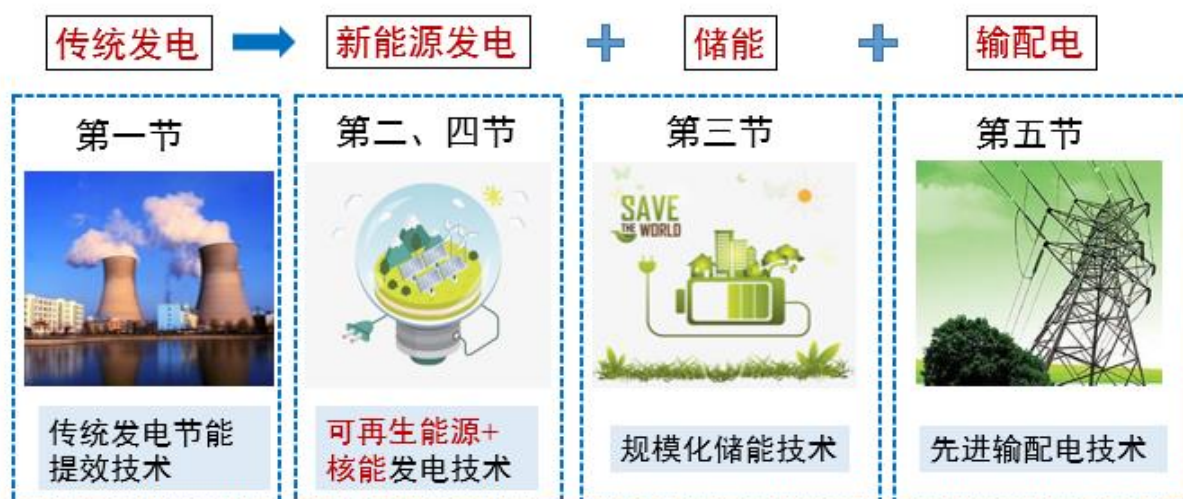 传统发电
新能源发电
储能
输配电
第一节
第二、四节
第三节
第五节
SAVE
THE WORLD
传统发电节能
提效技术
可再生能源+
核能发电技术
规模化储能技术
先进输配电技术